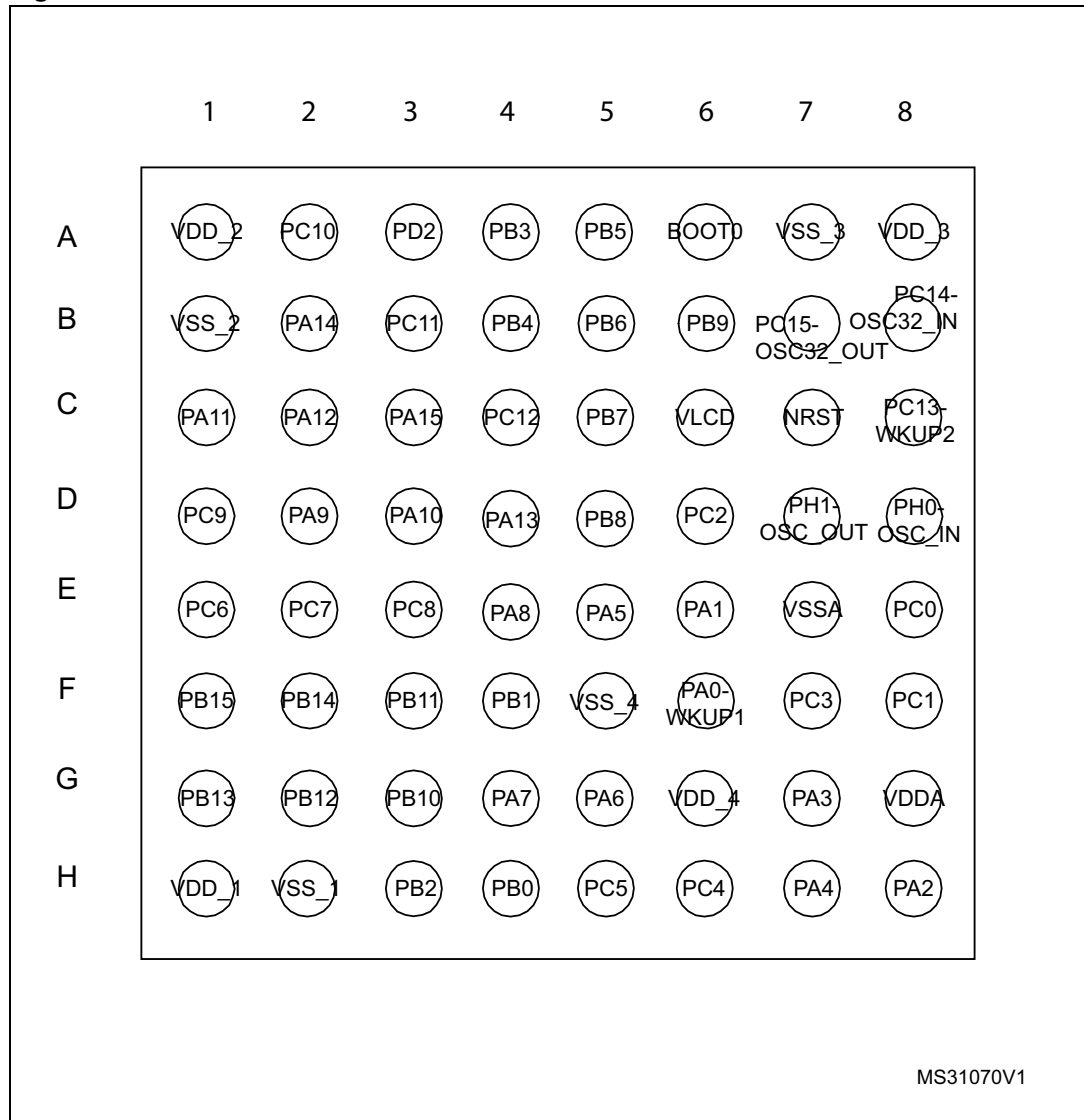 1 2 3 4 5 6 7 8
A VDD_2 PC10 PD2 PB3 PB5 BOOT0 VSS_3 VDD_3
B VSS_2 PA14 PC11 PB4 PB6 PB9 PC15-OSC32_OUT PC14-OSC32_IN
C PA11 PA12 PA15 PC12 PB7 VLCD NRST PC13-WKUP2
D PC9 PA9 PA10 PA13 PB8 PC2 PH1-OSC_OUT PH0-OSC_IN
E PC6 PC7 PC8 PA8 PA5 PA1 VSSA PC0
F PB15 PB14 PB11 PB1 VSS_4 PA0-WKUP1 PC3 PC1
G PB13 PB12 PB10 PA7 PA6 VDD_4 PA3 VDDA
H VDD_1 VSS_1 PB2 PB0 PC5 PC4 PA4 PA2
MS31070V1